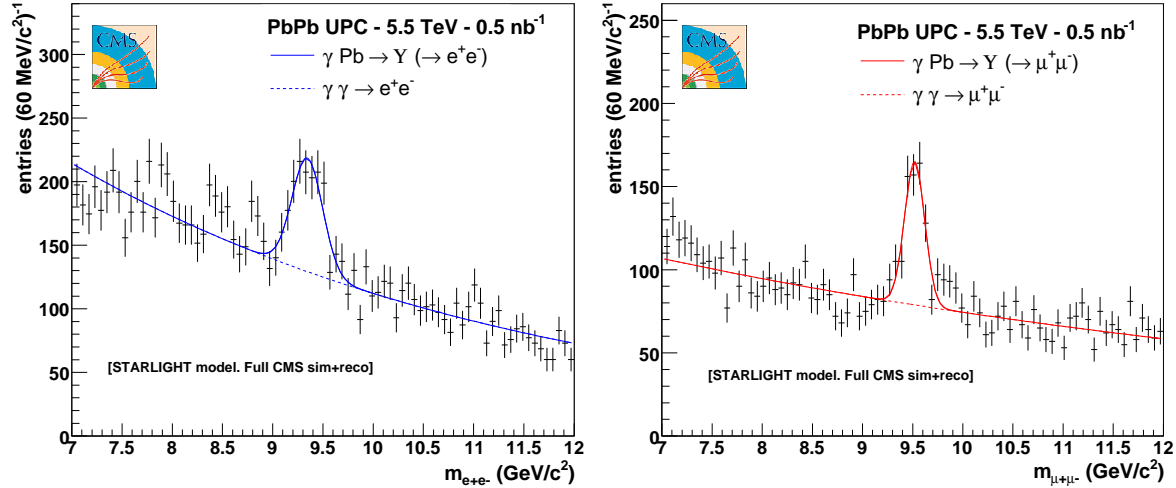 CMS
PbPb UPC - 5.5 TeV - 0.5 nb⁻¹
γ Pb → Υ (→ e⁺e⁻)
γ γ → e⁺e⁻
entries (60 MeV/c²)⁻¹
300
250
200
150
100
50
0
[STARLIGHT model. Full CMS sim+reco]
7 7.5 8 8.5 9 9.5 10 10.5 11 11.5 12
m e+e- (GeV/c²)
CMS
PbPb UPC - 5.5 TeV - 0.5 nb⁻¹
γ Pb → Υ (→ μ⁺μ⁻)
γ γ → μ⁺μ⁻
entries (60 MeV/c²)⁻¹
250
200
150
100
50
0
[STARLIGHT model. Full CMS sim+reco]
7 7.5 8 8.5 9 9.5 10 10.5 11 11.5 12
m μ+μ- (GeV/c²)